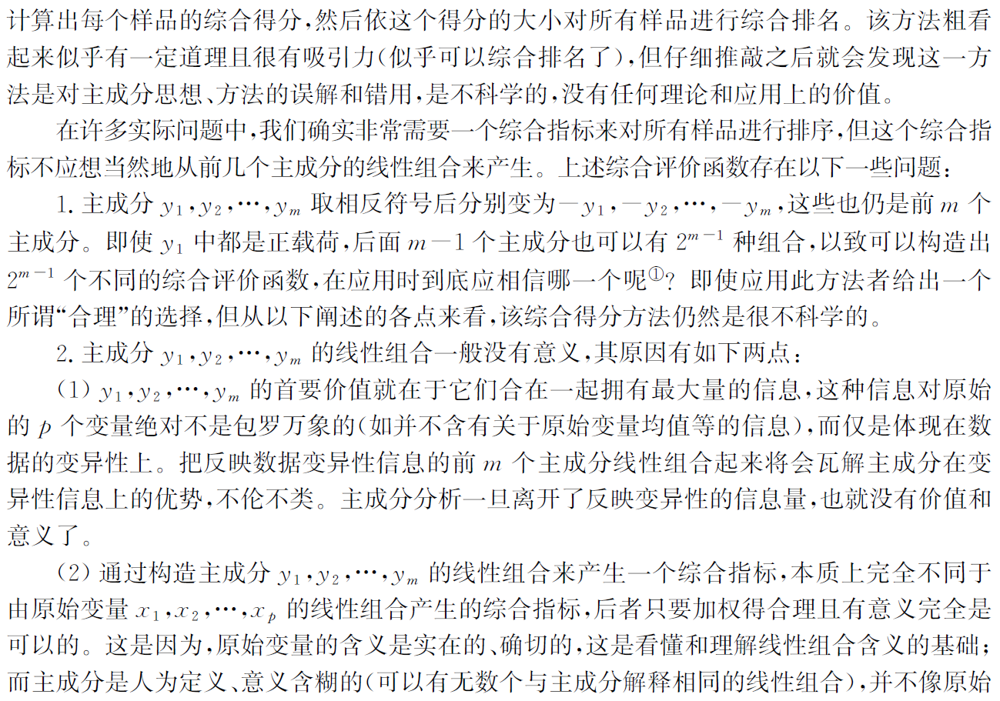 计算出每个样品的综合得分,然后依这个得分的大小对所有样品进行综合排名。该方法粗看
起来似乎有一定道理且很有吸引力(似乎可以综合排名了),但仔细推敲之后就会发现这一方
法是对主成分思想、方法的误解和错用,是不科学的,没有任何理论和应用上的价值。
在许多实际问题中,我们确实非常需要一个综合指标来对所有样品进行排序,但这个综合指
标不应想当然地从前几个主成分的线性组合来产生。上述综合评价函数存在以下一些问题:
1. 主成分 y₁,y₂,…,yₘ 取相反符号后分别变为-y₁,-y₂,…,-yₘ,这些也仍是前 m 个
主成分。即使 y₁ 中都是正载荷,后面 m-1 个主成分也可以有 2ᵐ⁻¹ 种组合,以致可以构造出
2ᵐ⁻¹ 个不同的综合评价函数,在应用时到底应相信哪一个呢①? 即使应用此方法者给出一个
所谓“合理”的选择,但从以下阐述的各点来看,该综合得分方法仍然是很不科学的。
2. 主成分 y₁,y₂,…,yₘ 的线性组合一般没有意义,其原因有如下两点:
(1) y₁,y₂,…,yₘ 的首要价值就在于它们合在一起拥有最大量的信息,这种信息对原始
的 p 个变量绝对不是包罗万象的(如并不含有关于原始变量均值等的信息),而仅是体现在数
据的变异性上。把反映数据变异性信息的前 m 个主成分线性组合起来将会瓦解主成分在变
异性信息上的优势,不伦不类。主成分分析一旦离开了反映变异性的信息量,也就没有价值和
意义了。
(2) 通过构造主成分 y₁,y₂,…,yₘ 的线性组合来产生一个综合指标,本质上完全不同于
由原始变量 x₁,x₂,…,xₚ 的线性组合产生的综合指标,后者只要加权得合理且有意义完全是
可以的。这是因为,原始变量的含义是实在的、确切的,这是看懂和理解线性组合含义的基础;
而主成分是人为定义、意义含糊的(可以有无数个与主成分解释相同的线性组合),并不像原始